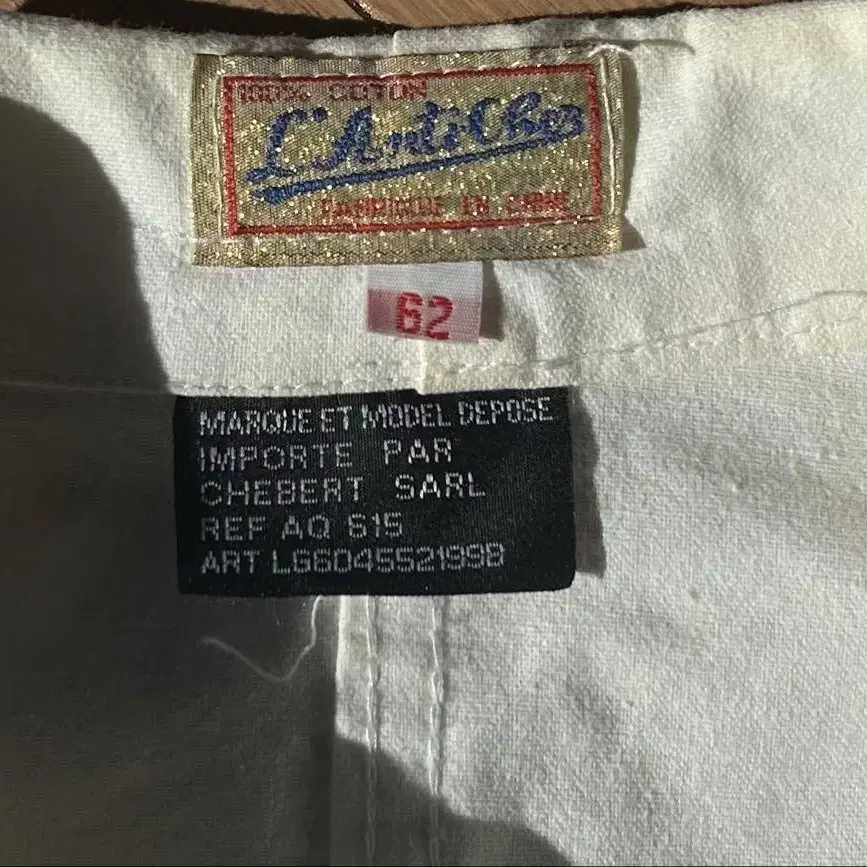 100% COTON
L'AntiChoc
FABRIQUE EN CHINE
62
MARQUE ET MODEL DEPOSE
IMPORTE PAR
CHEBERT SARL
REF AQ 615
ART LG6045521998